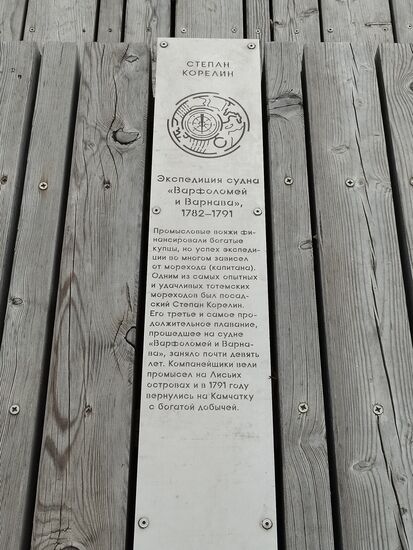 СТЕПАН
КОРЕЛИН
Экспедиция судна
«Варфоломей
и Варнава»,
1782–1791
Промысловые вояжи фи-
нансировали богатые
купцы, но успех экспеди-
ции во многом зависел
от морехода (капитана).
Одним из самых опытных
и удачливых тотемских
мореходов был посад-
ский Степан Корелин.
Его третье и самое про-
должительное плавание,
прошедшее на судне
«Варфоломей и Варна-
ва», заняло почти девять
лет. Компанейщики вели
промысел на Лисьих
островах и в 1791 году
вернулись на Камчатку
с богатой добычей.